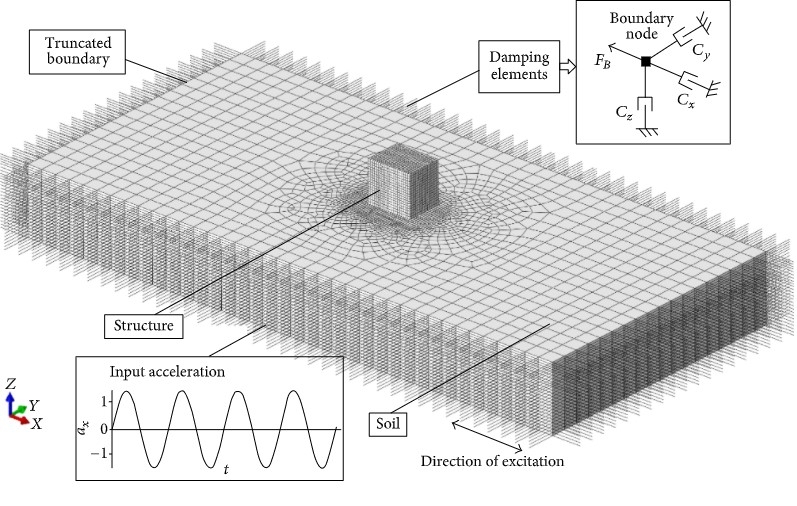 Boundary
node
F_B
C_y
C_x
C_z
Truncated
boundary
Damping
elements
Structure
Input acceleration
1
0
−1
a_x
t
Soil
Direction of excitation
Z
Y
X